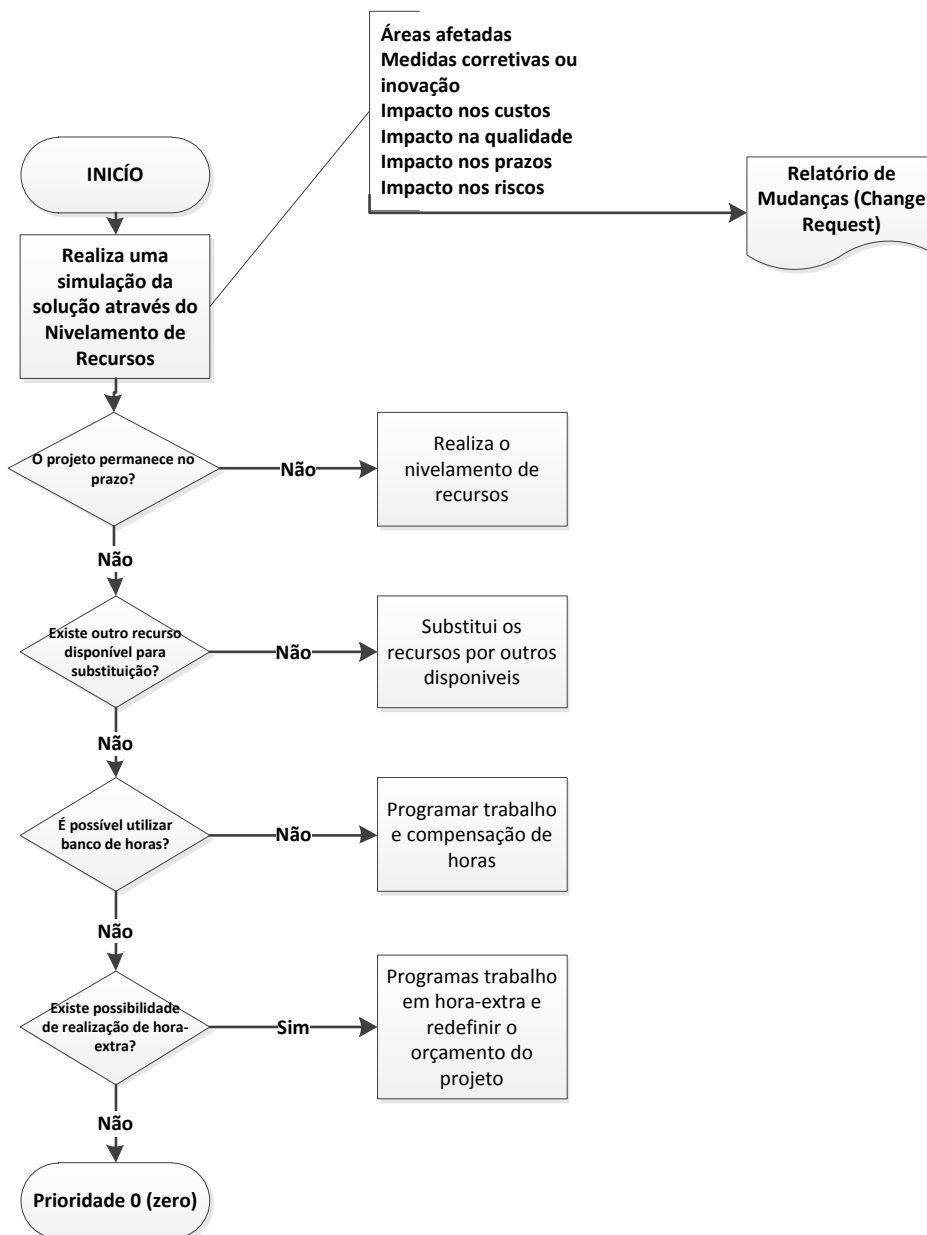 Áreas afetadas
Medidas corretivas ou
inovação
Impacto nos custos
Impacto na qualidade
Impacto nos prazos
Impacto nos riscos
Relatório de
Mudanças (Change
Request)
INICÍO
Realiza uma
simulação da
solução através do
Nivelamento de
Recursos
O projeto permanece no
prazo?
Não
Realiza o
nivelamento de
recursos
Não
Existe outro recurso
disponível para
substituição?
Não
Substitui os
recursos por outros
disponiveis
Não
É possível utilizar
banco de horas?
Não
Programar trabalho
e compensação de
horas
Não
Existe possibilidade
de realização de hora-
extra?
Sim
Programas trabalho
em hora-extra e
redefinir o
orçamento do
projeto
Não
Prioridade 0 (zero)